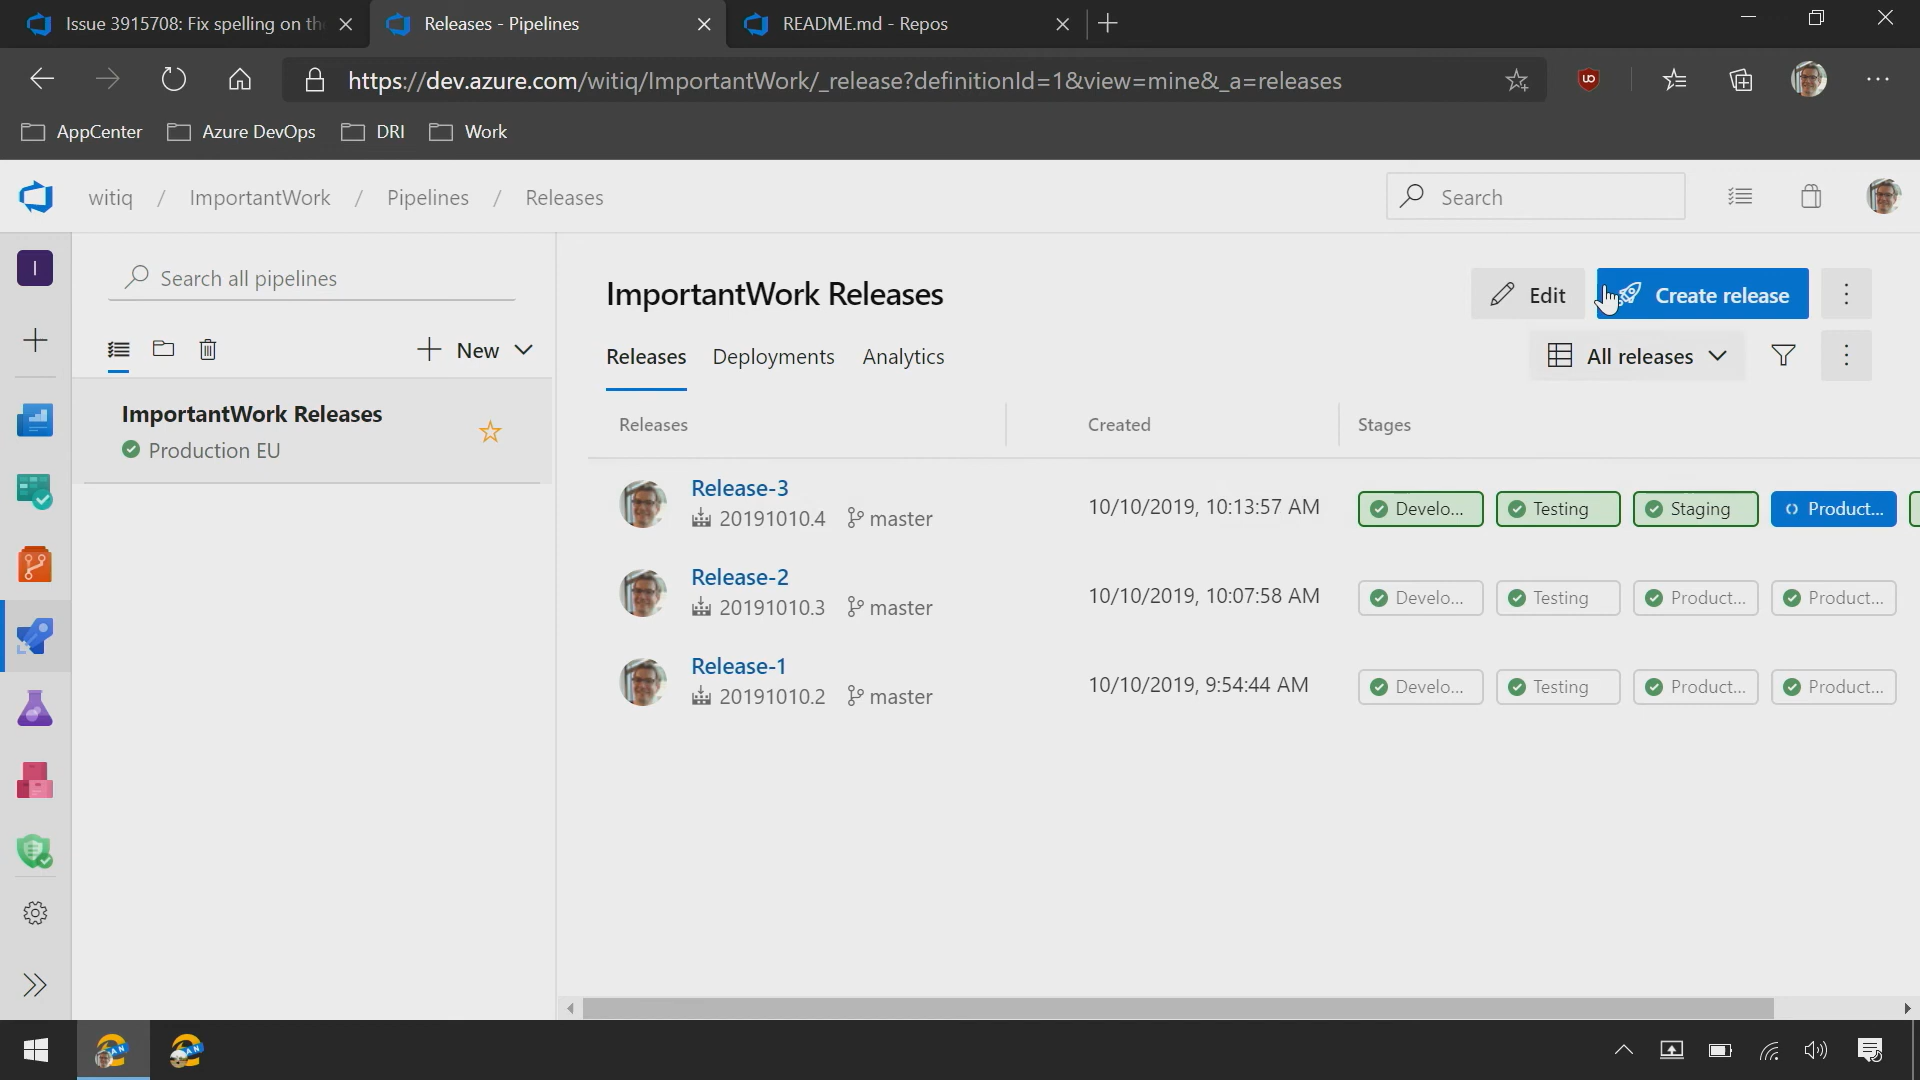 Issue 3915708: Fix spelling on th
Releases - Pipelines
README.md - Repos
https://dev.azure.com/witiq/ImportantWork/_release?definitionId=1&view=mine&_a=releases
AppCenter
Azure DevOps
DRI
Work
witiq / ImportantWork / Pipelines / Releases
Search
I
Search all pipelines
New
ImportantWork Releases
Production EU
ImportantWork Releases
Edit
Create release
Releases
Deployments
Analytics
All releases
Releases
Created
Stages
Release-3
20191010.4
master
10/10/2019, 10:13:57 AM
Develo...
Testing
Staging
Product...
Release-2
20191010.3
master
10/10/2019, 10:07:58 AM
Develo...
Testing
Product...
Product...
Release-1
20191010.2
master
10/10/2019, 9:54:44 AM
Develo...
Testing
Product...
Product...